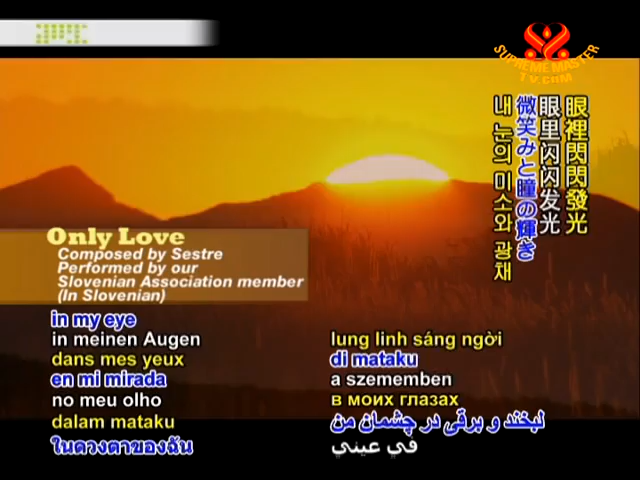 SUPREME MASTER
TV.COM
眼裡閃閃發光
眼里闪闪发光
微笑みと瞳の輝き
내 눈의 미소와 광채
Only Love
Composed by Sestre
Performed by our
Slovenian Association member
(In Slovenian)
in my eye
in meinen Augen
dans mes yeux
en mi mirada
no meu olho
dalam mataku
ในดวงตาของฉัน
lung linh sáng ngời
di mataku
a szememben
в моих глазах
لبخند و برقی در چشمان من
في عيني